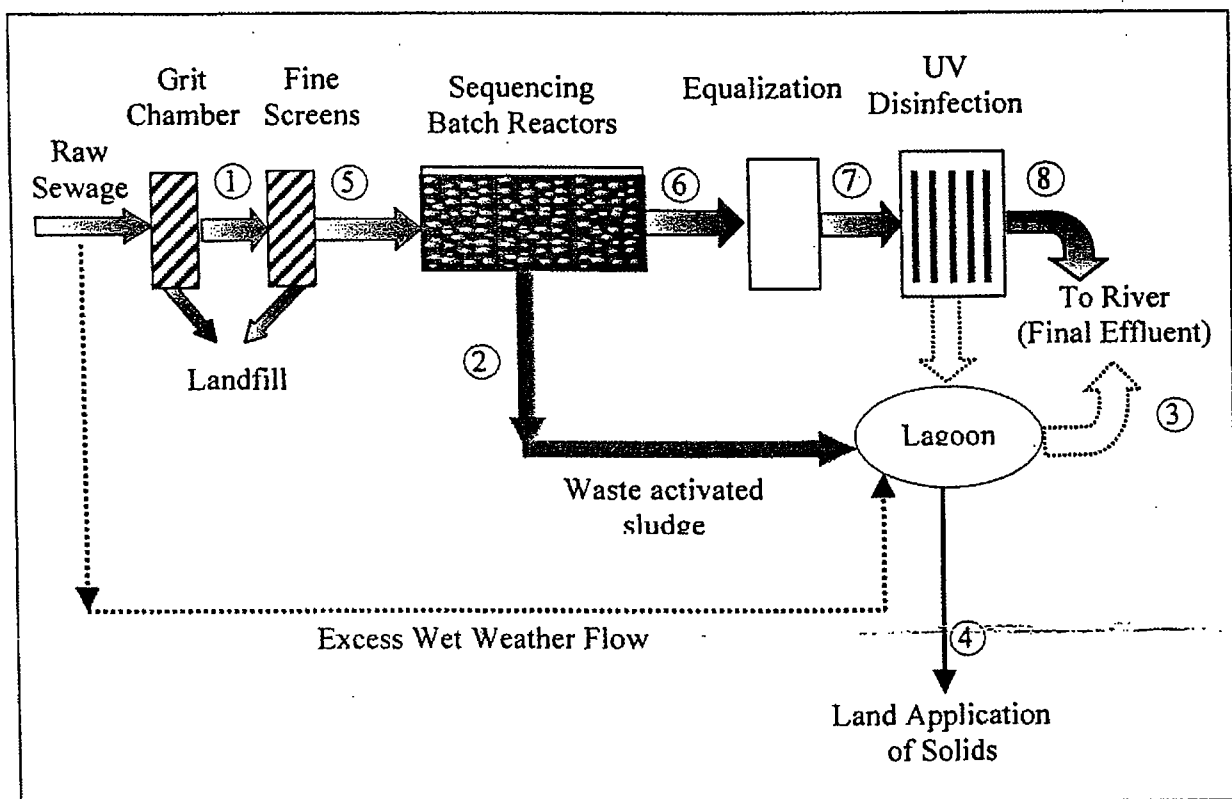 Raw
Sewage
Grit
Chamber
①
Fine
Screens
⑤
Sequencing
Batch Reactors
⑥
Equalization
⑦
UV
Disinfection
⑧
To River
(Final Effluent)
Landfill
②
Lagoon
③
Waste activated
sludge
Excess Wet Weather Flow
④
Land Application
of Solids